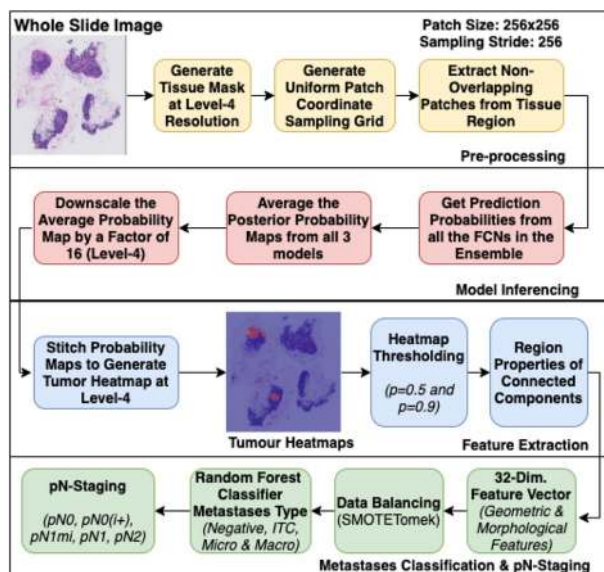 Whole Slide Image
Patch Size: 256x256
Sampling Stride: 256
Generate
Tissue Mask
at Level-4
Resolution
Generate
Uniform Patch
Coordinate
Sampling Grid
Extract Non-
Overlapping
Patches from Tissue
Region
Pre-processing
Downscale the
Average Probability
Map by a Factor of
16 (Level-4)
Average the
Posterior Probability
Maps from all 3
models
Get Prediction
Probabilities from
all the FCNs in the
Ensemble
Model Inferencing
Stitch Probability
Maps to Generate
Tumor Heatmap at
Level-4
Tumour Heatmaps
Heatmap
Thresholding
(p=0.5 and
p=0.9)
Region
Properties of
Connected
Components
Feature Extraction
pN-Staging
(pN0, pN0(i+),
pN1mi, pN1, pN2)
Random Forest
Classifier
Metastases Type
(Negative, ITC,
Micro & Macro)
Data Balancing
(SMOTETomek)
32-Dim.
Feature Vector
(Geometric &
Morphological
Features)
Metastases Classification & pN-Staging